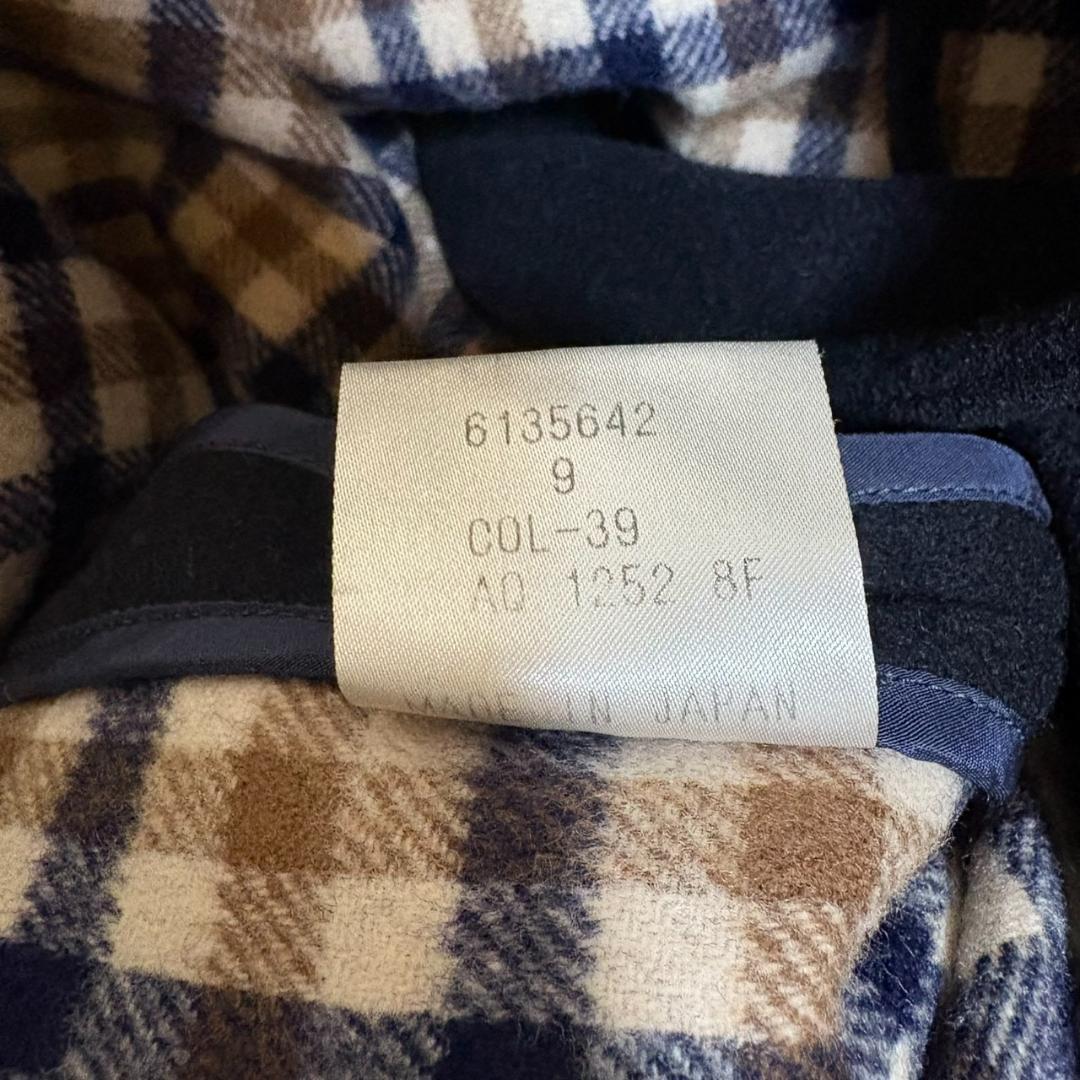 6135642
9
COL-39
AQ 1252 8F
MADE IN JAPAN